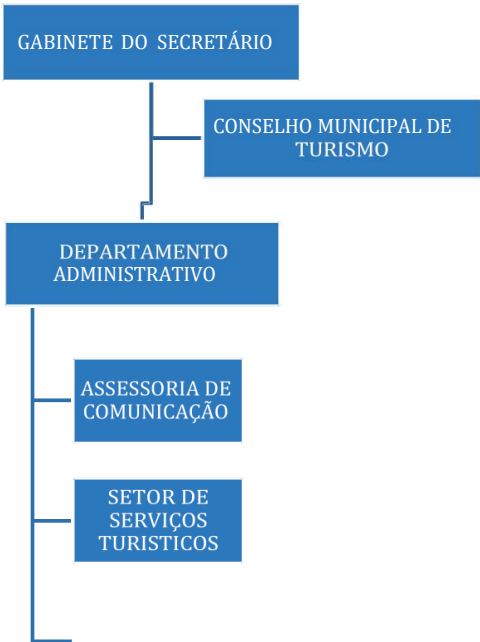 GABINETE DO SECRETÁRIO
CONSELHO MUNICIPAL DE
TURISMO
DEPARTAMENTO
ADMINISTRATIVO
ASSESSORIA DE
COMUNICAÇÃO
SETOR DE
SERVIÇOS
TURISTICOS